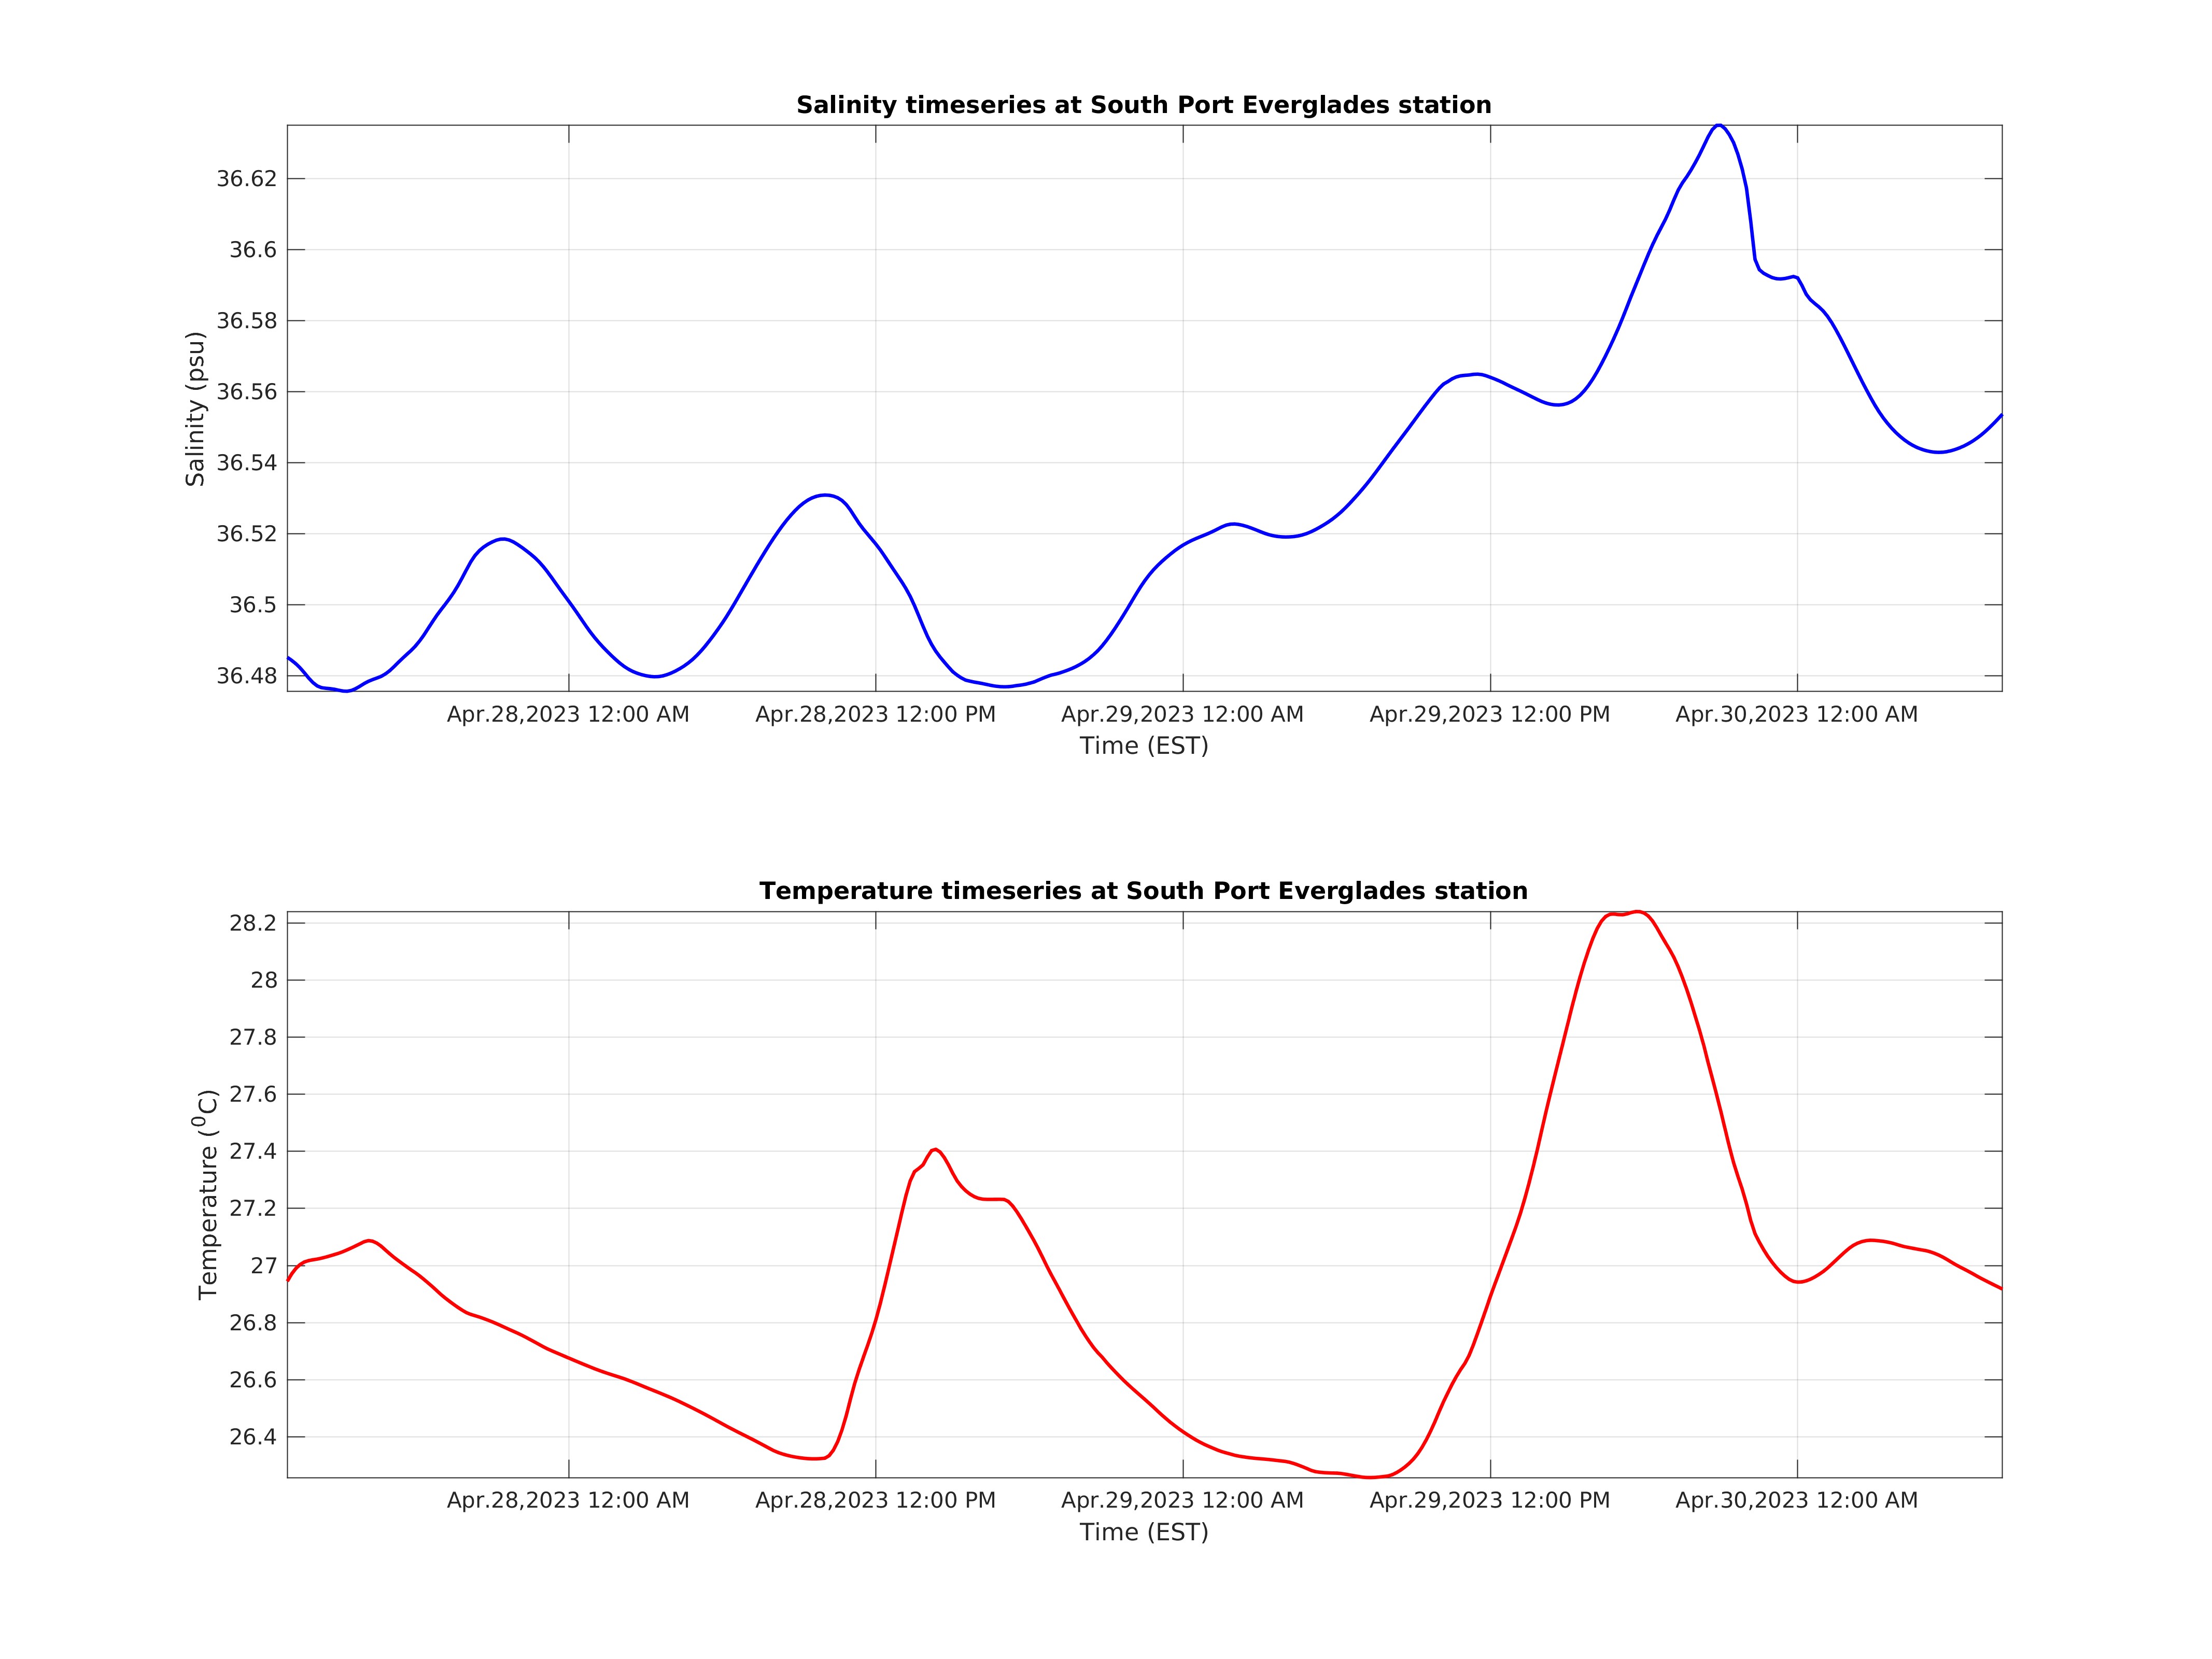 Salinity timeseries at South Port Everglades station
36.62
36.6
36.58
36.56
36.54
36.52
36.5
36.48
Salinity (psu)
Apr.28,2023 12:00 AM Apr.28,2023 12:00 PM Apr.29,2023 12:00 AM Apr.29,2023 12:00 PM Apr.30,2023 12:00 AM
Time (EST)
Temperature timeseries at South Port Everglades station
28.2
28
27.8
27.6
27.4
27.2
27
26.8
26.6
26.4
Temperature (⁰C)
Apr.28,2023 12:00 AM Apr.28,2023 12:00 PM Apr.29,2023 12:00 AM Apr.29,2023 12:00 PM Apr.30,2023 12:00 AM
Time (EST)